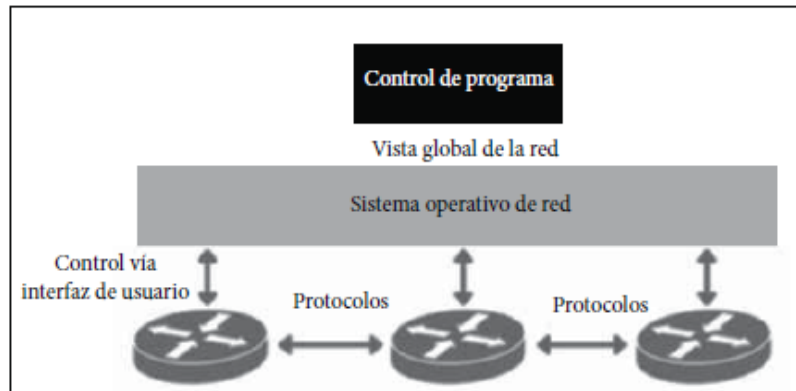 Control de programa
Vista global de la red
Sistema operativo de red
Control vía
interfaz de usuario
Protocolos
Protocolos